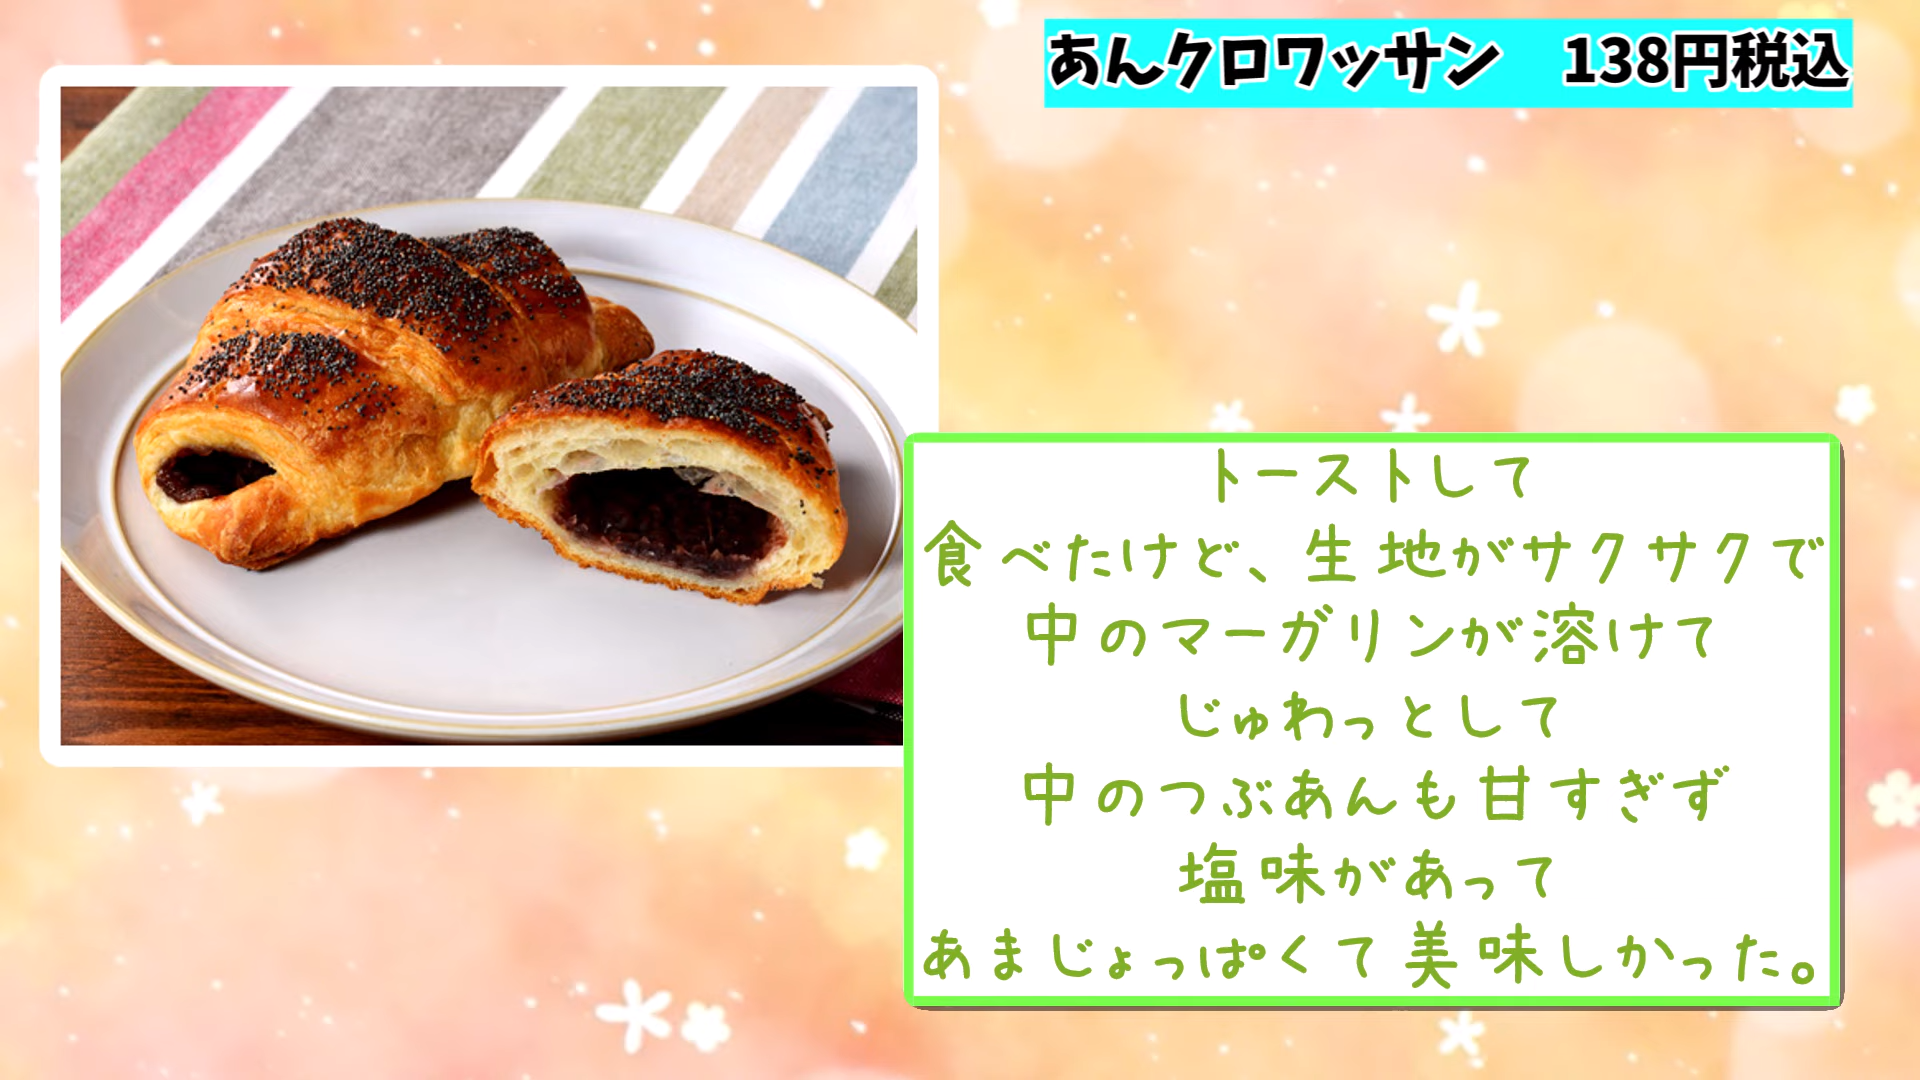 あんクロワッサン　138円税込
トーストして
食べたけど、生地がサクサクで
中のマーガリンが溶けて
じゅわっとして
中のつぶあんも甘すぎず
塩味があって
あまじょっぱくて美味しかった。